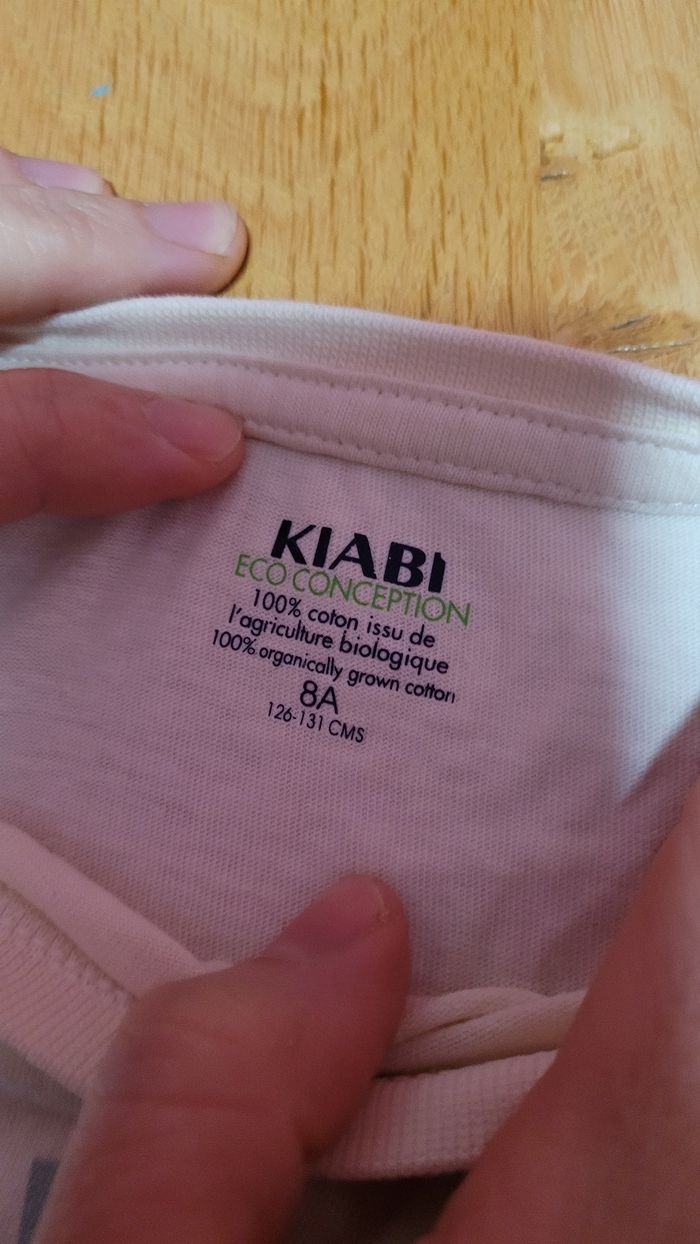 KIABI
ECO CONCEPTION
100% coton issu de
l'agriculture biologique
100% organically grown cotton
8A
126-131 CMS